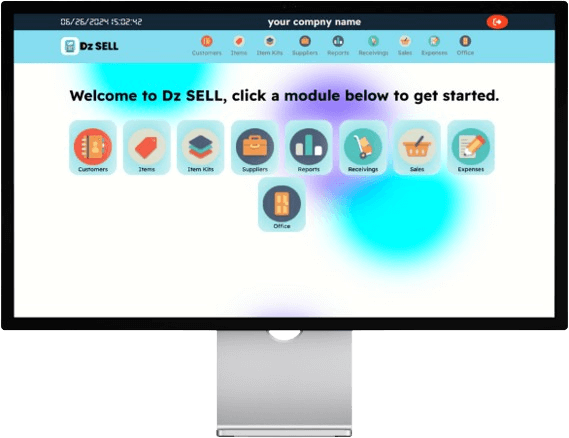 06/26/2024 15:02:42
your compny name
Dz SELL
Customers Items Item Kits Suppliers Reports Receivings Sales Expenses Office
Welcome to Dz SELL, click a module below to get started.
Customers Items Item Kits Suppliers Reports Receivings Sales Expenses
Office